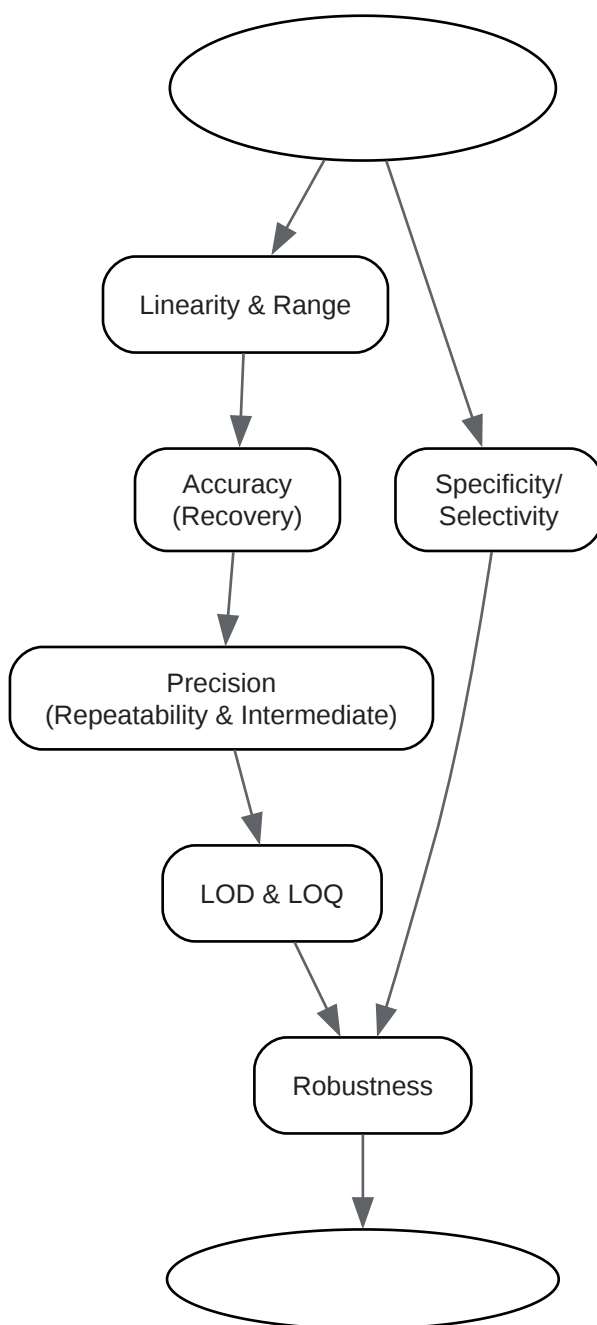 Linearity & Range
Accuracy
(Recovery)
Specificity/
Selectivity
Precision
(Repeatability & Intermediate)
LOD & LOQ
Robustness